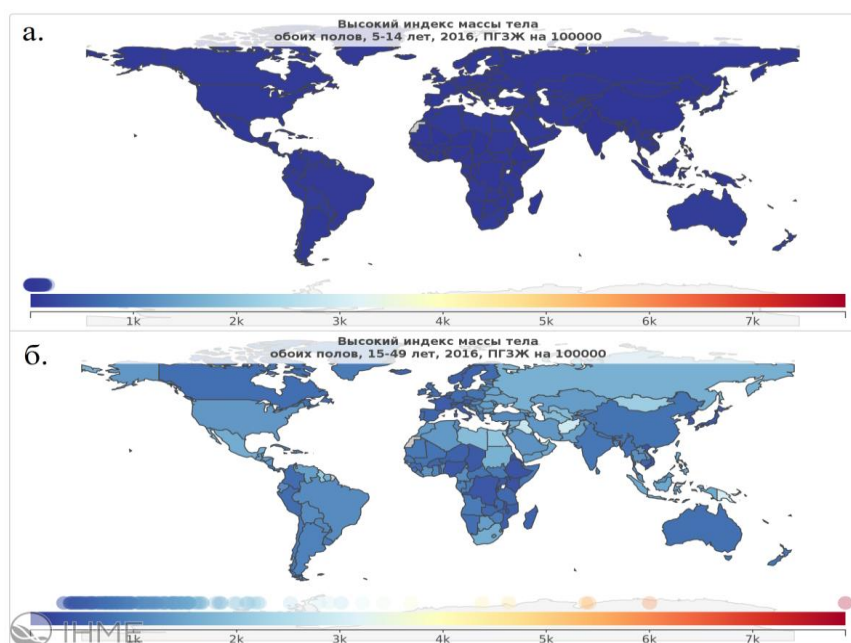 а.
Высокий индекс массы тела
обоих полов, 5-14 лет, 2016, ПГЗЖ на 100000
1k 2k 3k 4k 5k 6k 7k
б.
Высокий индекс массы тела
обоих полов, 15-49 лет, 2016, ПГЗЖ на 100000
IHME
1k 2k 3k 4k 5k 6k 7k